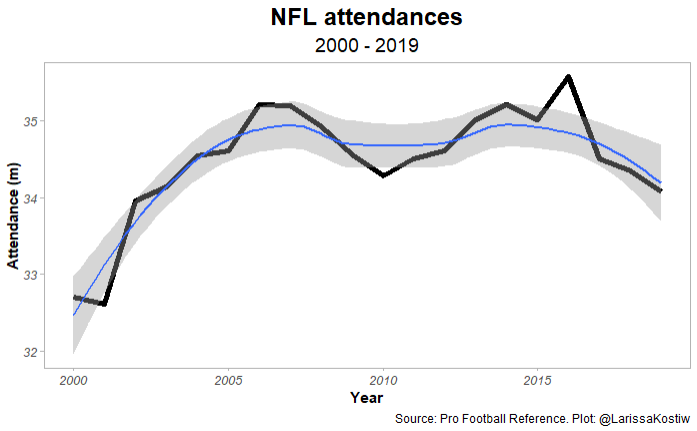 NFL attendances
2000 - 2019
Attendance (m)
35
34
33
32
2000 2005 2010 2015
Year
Source: Pro Football Reference. Plot: @LarissaKostiw